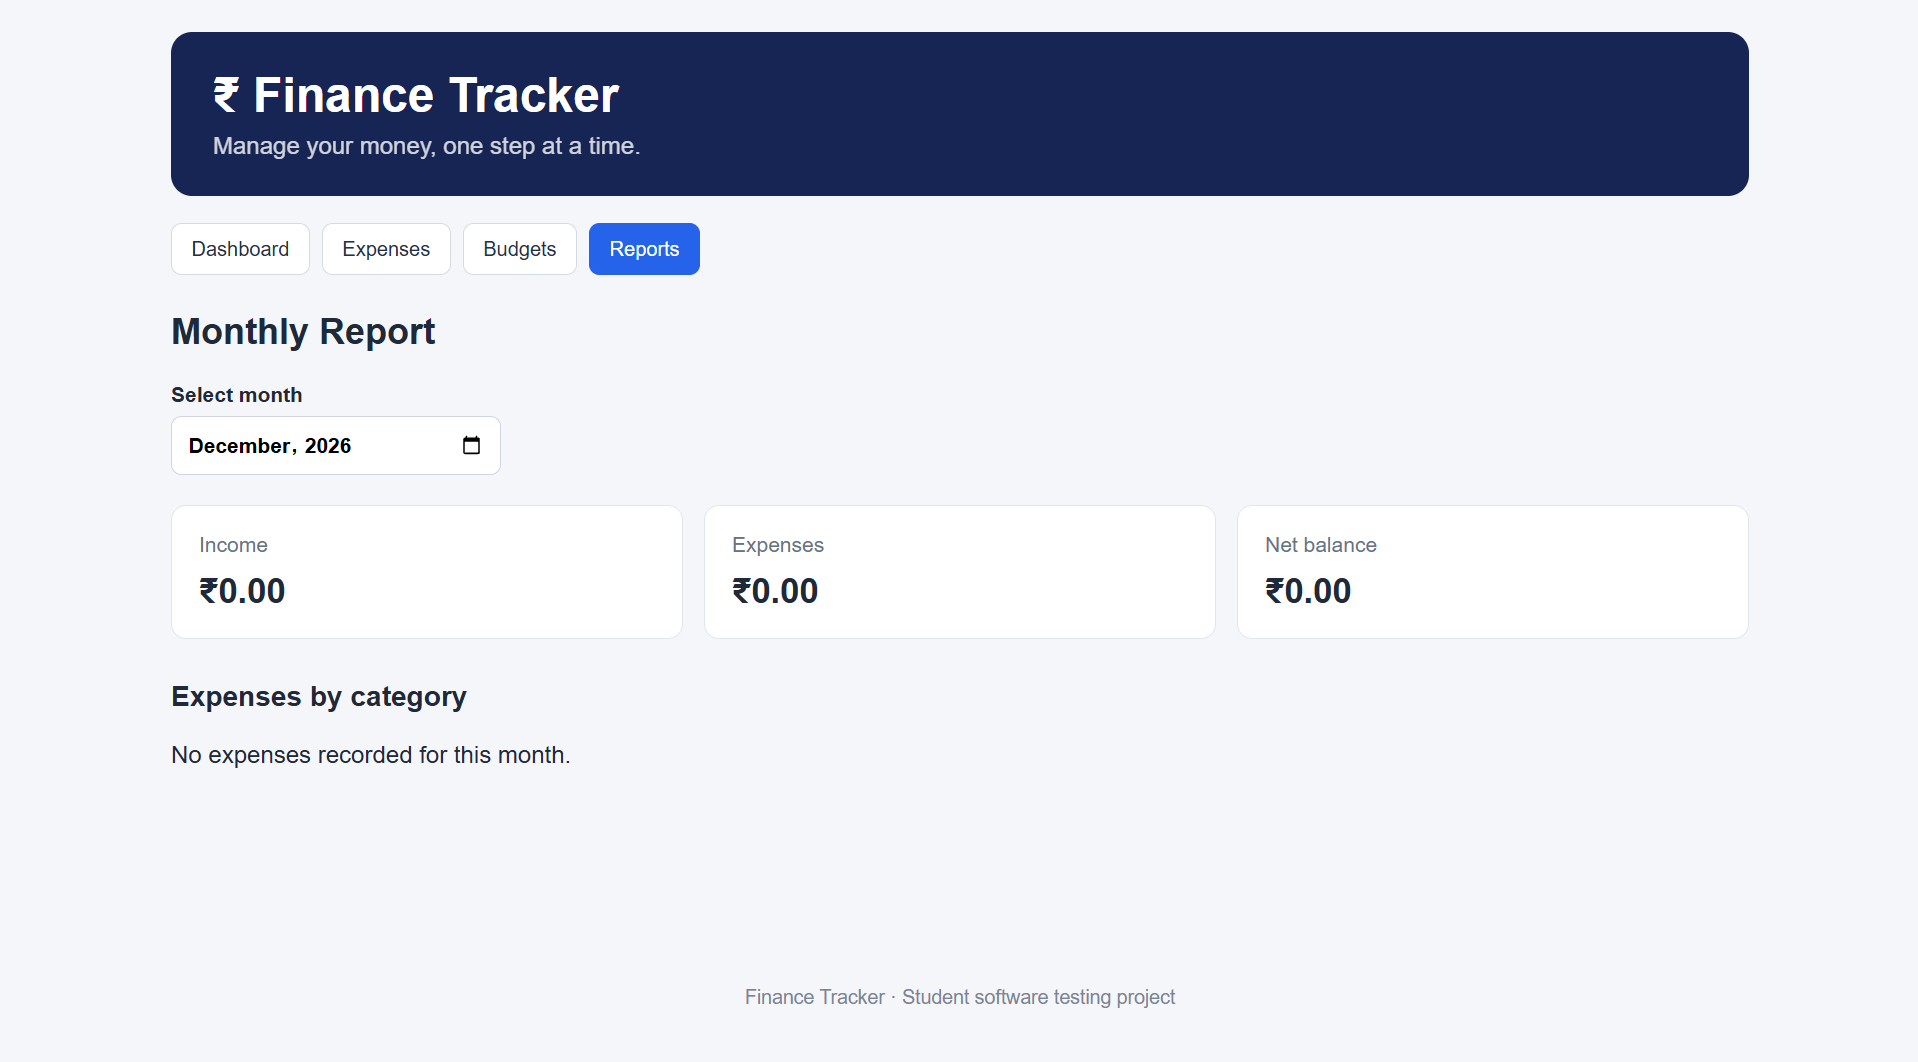 ₹ Finance Tracker
Manage your money, one step at a time.
Dashboard
Expenses
Budgets
Reports
Monthly Report
Select month
December, 2026
Income
₹0.00
Expenses
₹0.00
Net balance
₹0.00
Expenses by category
No expenses recorded for this month.
Finance Tracker · Student software testing project